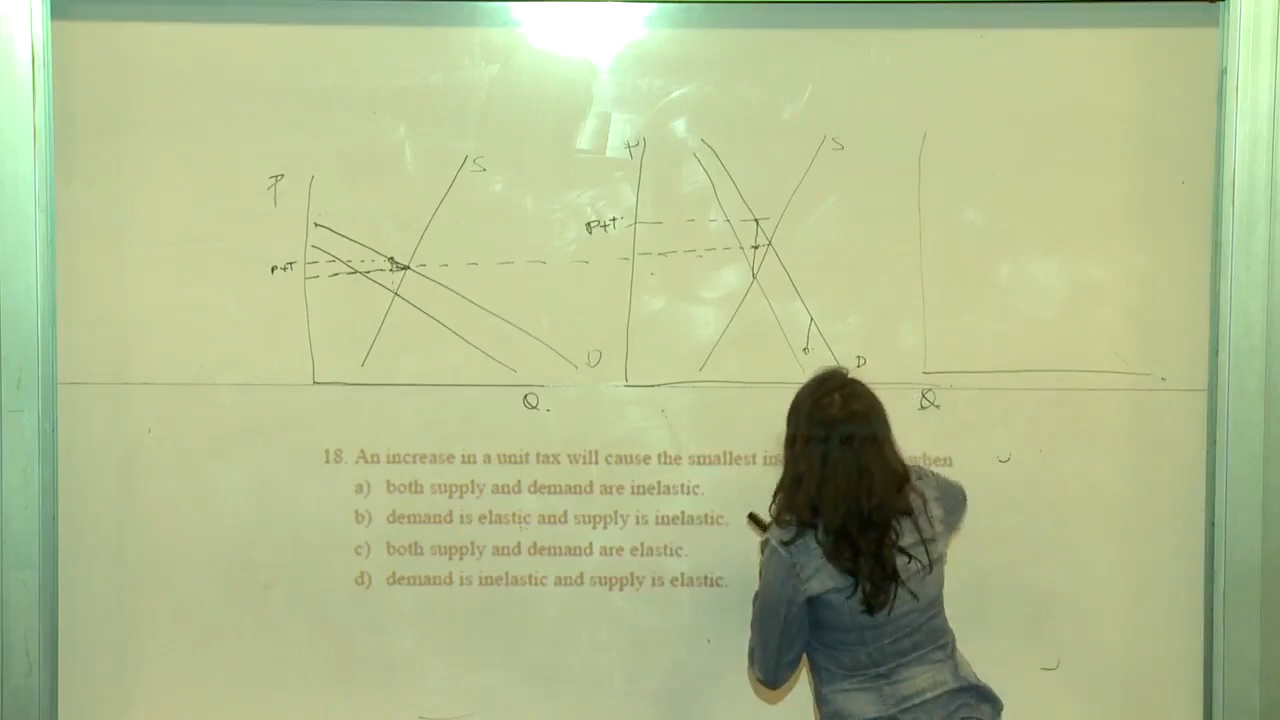 P S P S
P+T P+T
D D
Q. Q
18. An increase in a unit tax will cause the smallest when
a) both supply and demand are inelastic.
b) demand is elastic and supply is inelastic.
c) both supply and demand are elastic.
d) demand is inelastic and supply is elastic.